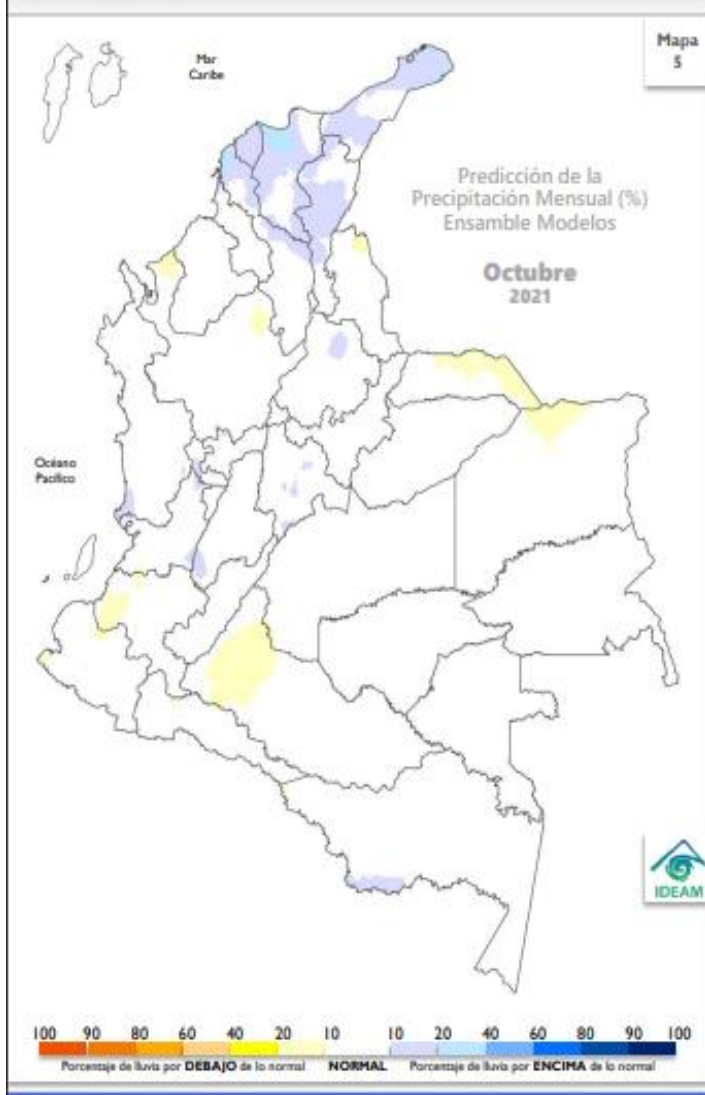 Mapa
5
Mar
Caribe
Predicción de la
Precipitación Mensual (%)
Ensamble Modelos
Octubre
2021
Océano
Pacífico
IDEAM
100 90 80 60 40 20 10 10 20 40 60 80 90 100
Porcentaje de lluvia por DEBAJO de lo normal NORMAL Porcentaje de lluvia por ENCIMA de lo normal